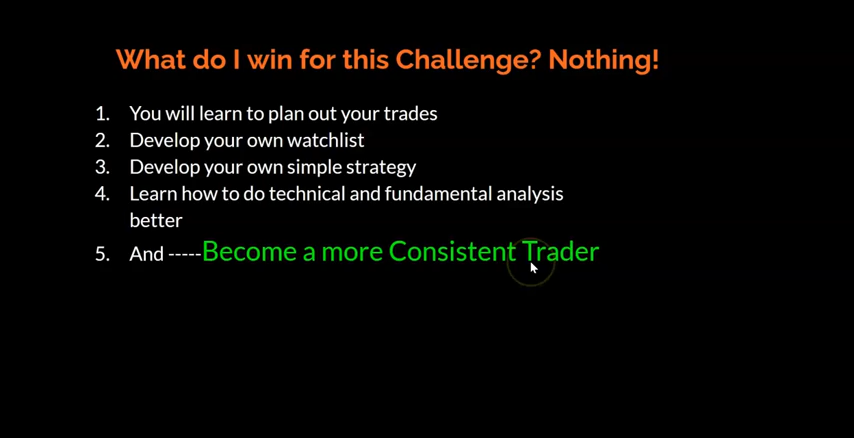 What do I win for this Challenge? Nothing!
1. You will learn to plan out your trades
2. Develop your own watchlist
3. Develop your own simple strategy
4. Learn how to do technical and fundamental analysis
better
5. And -----Become a more Consistent Trader